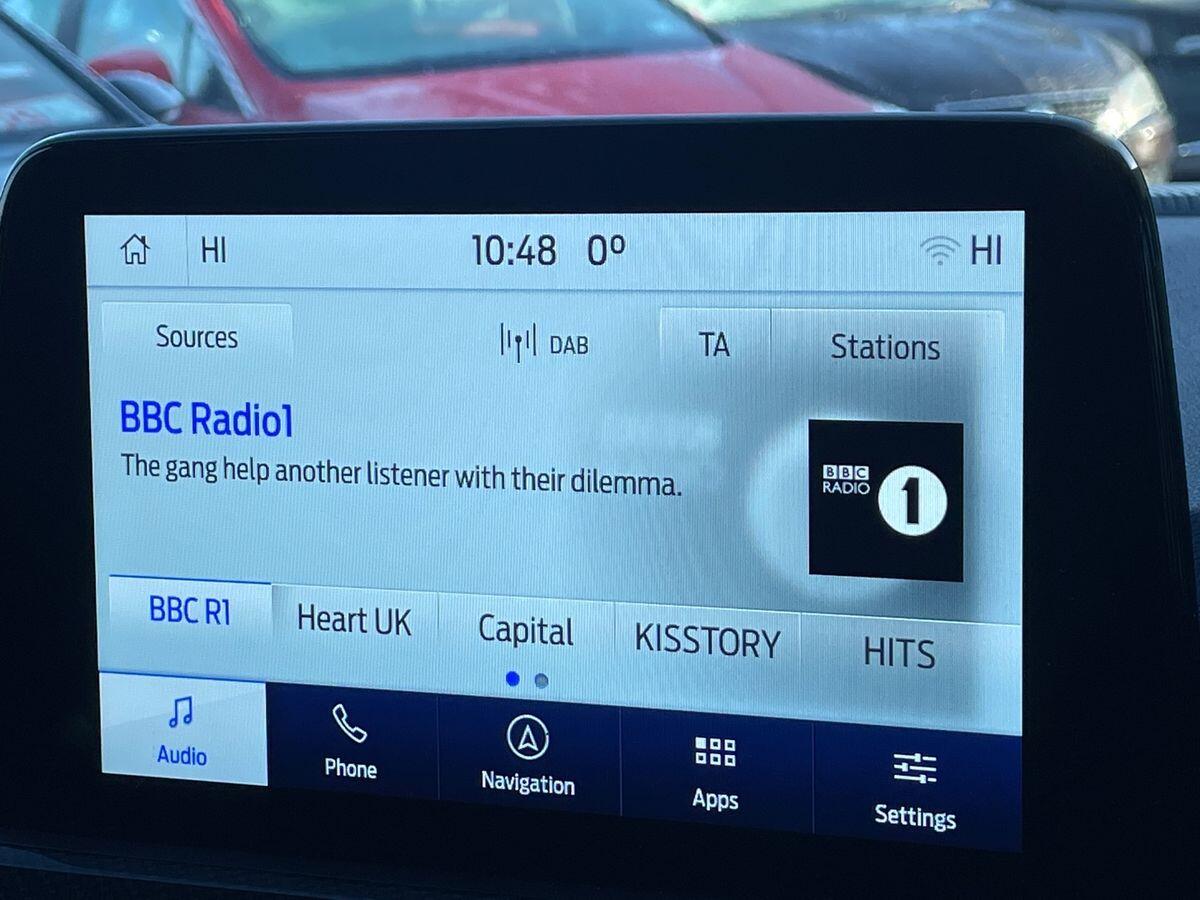 HI 10:48 0º HI
Sources DAB TA Stations
BBC Radio1
The gang help another listener with their dilemma.
BBC
RADIO 1
BBC R1 Heart UK Capital KISSTORY HITS
Audio Phone Navigation Apps Settings